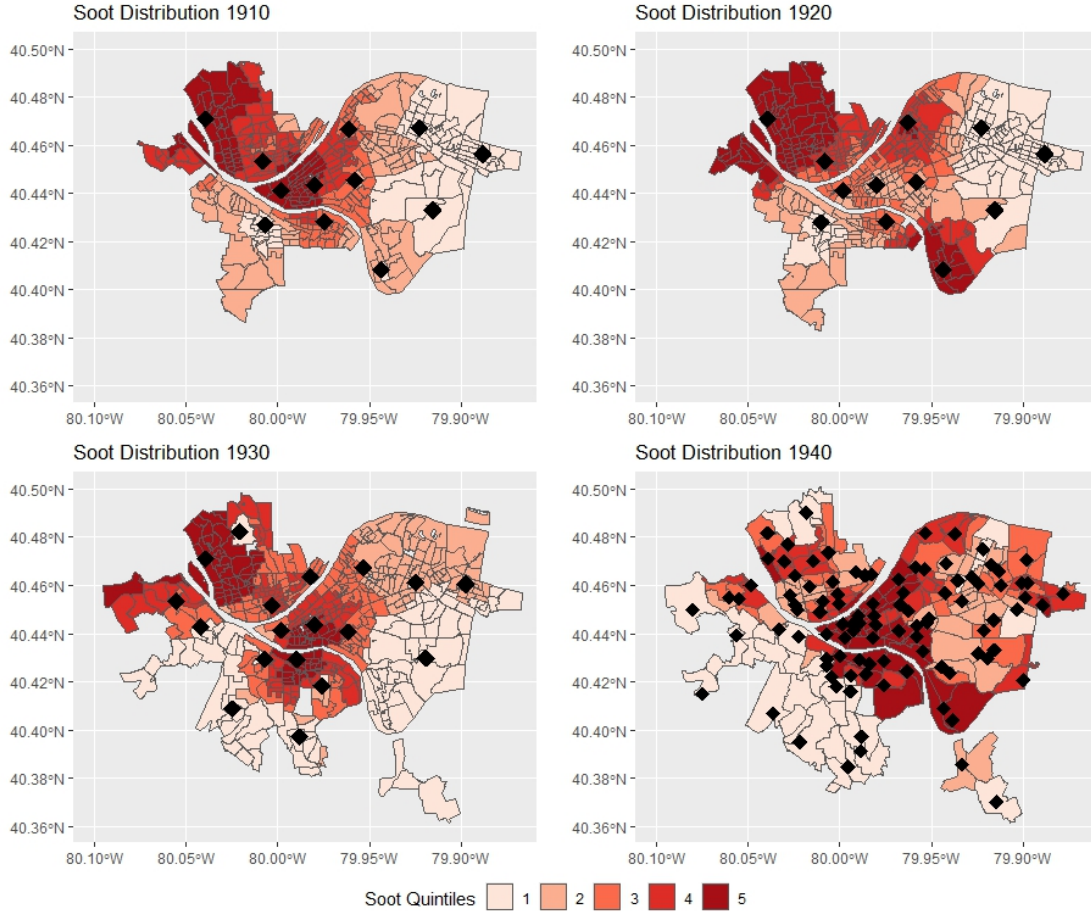 Soot Distribution 1910
40.50°N
40.48°N
40.46°N
40.44°N
40.42°N
40.40°N
40.38°N
40.36°N
80.10°W 80.05°W 80.00°W 79.95°W 79.90°W
Soot Distribution 1920
40.50°N
40.48°N
40.46°N
40.44°N
40.42°N
40.40°N
40.38°N
40.36°N
80.10°W 80.05°W 80.00°W 79.95°W 79.90°W
Soot Distribution 1930
40.50°N
40.48°N
40.46°N
40.44°N
40.42°N
40.40°N
40.38°N
40.36°N
80.10°W 80.05°W 80.00°W 79.95°W 79.90°W
Soot Distribution 1940
40.50°N
40.48°N
40.46°N
40.44°N
40.42°N
40.40°N
40.38°N
40.36°N
80.10°W 80.05°W 80.00°W 79.95°W 79.90°W
Soot Quintiles 1 2 3 4 5